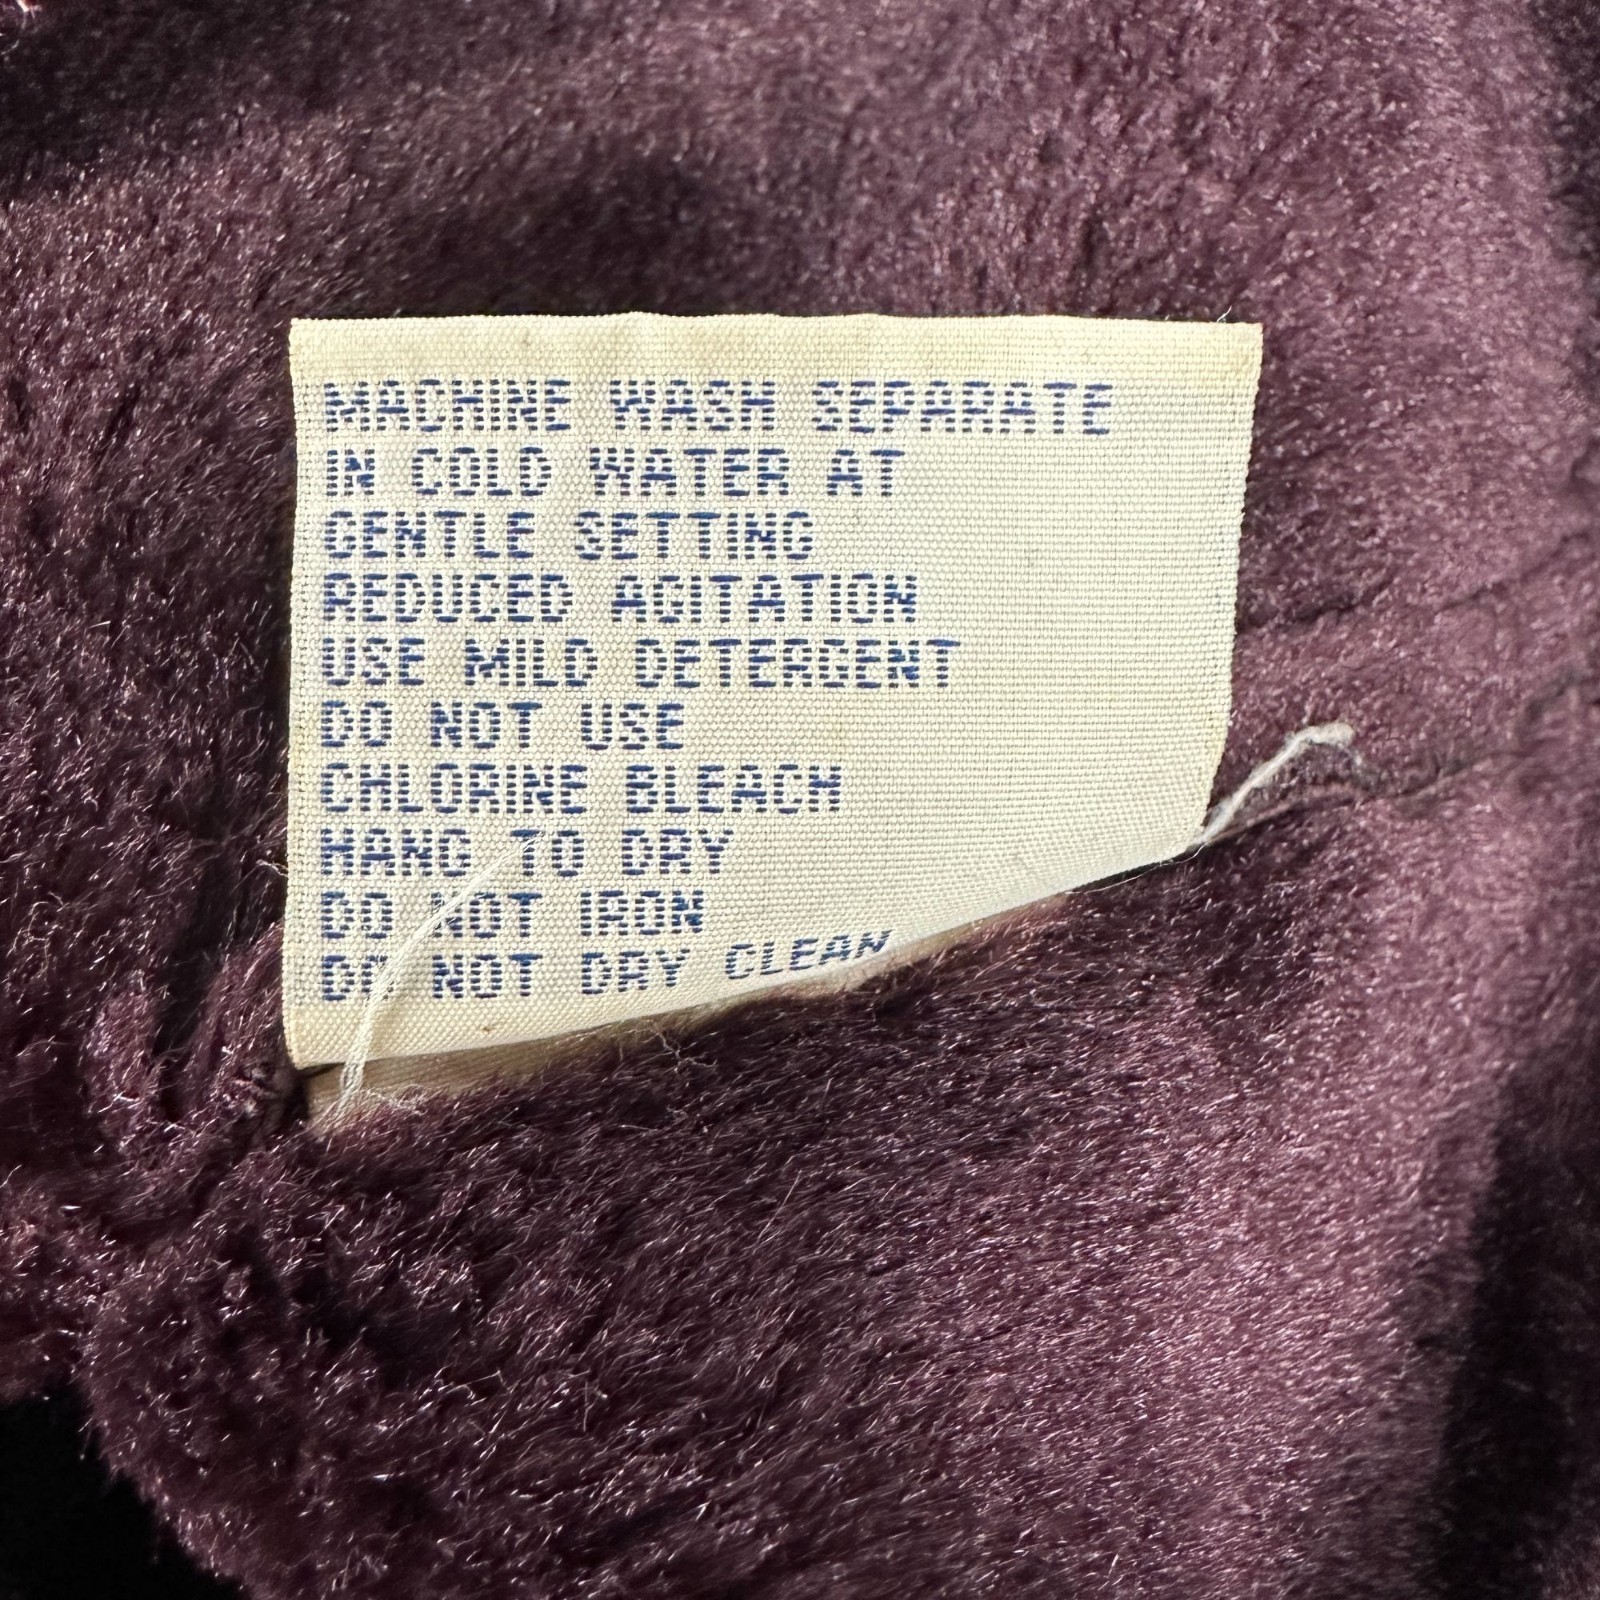 MACHINE WASH SEPARATE
IN COLD WATER AT
GENTLE SETTING
REDUCED AGITATION
USE MILD DETERGENT
DO NOT USE
CHLORINE BLEACH
HANG TO DRY
DO NOT IRON
DO NOT DRY CLEAN